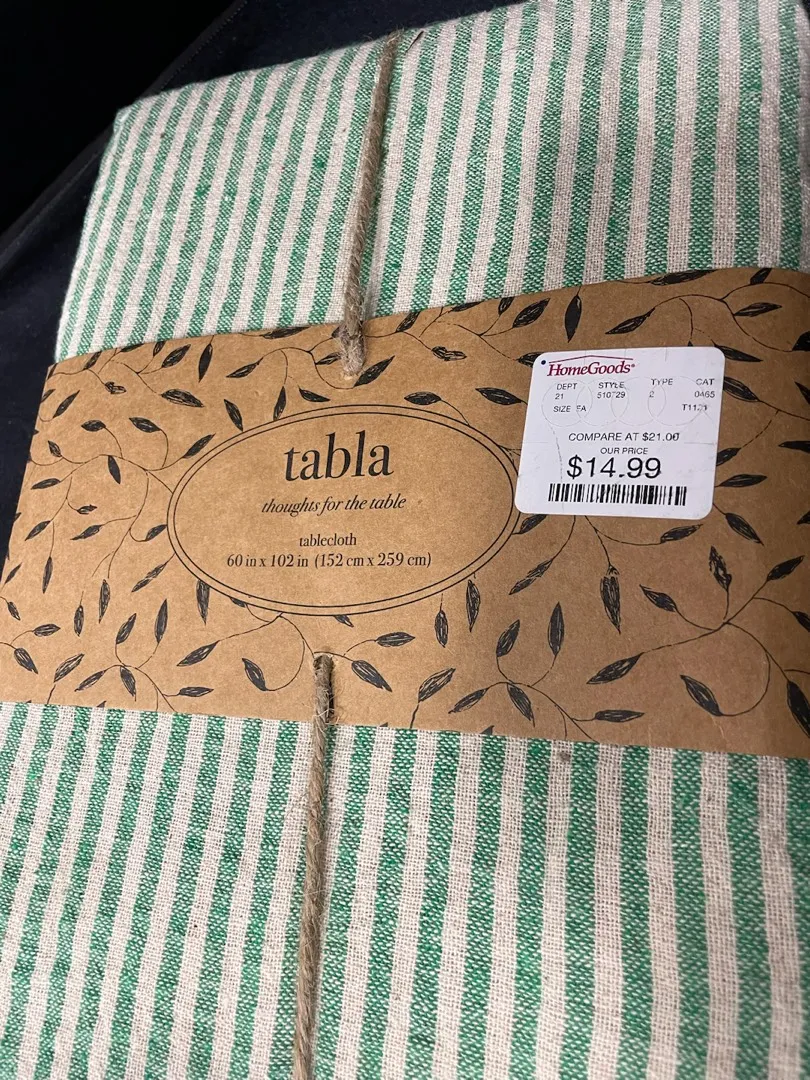 tabla
thoughts for the table
tablecloth
60 in x 102 in (152 cm x 259 cm)
HomeGoods®
DEPT STYLE TYPE CAT
21 510729 2 0465
SIZE EA
COMPARE AT $21.00
OUR PRICE
$14.99